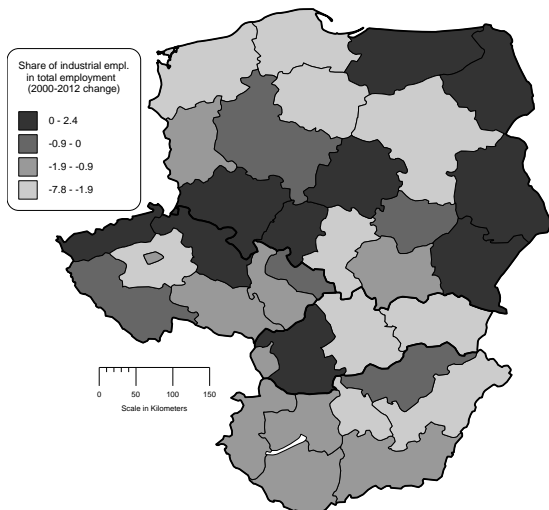 Share of industrial empl.
in total employment
(2000-2012 change)
0 - 2.4
-0.9 - 0
-1.9 - -0.9
-7.8 - -1.9
0 50 100 150
Scale in Kilometers